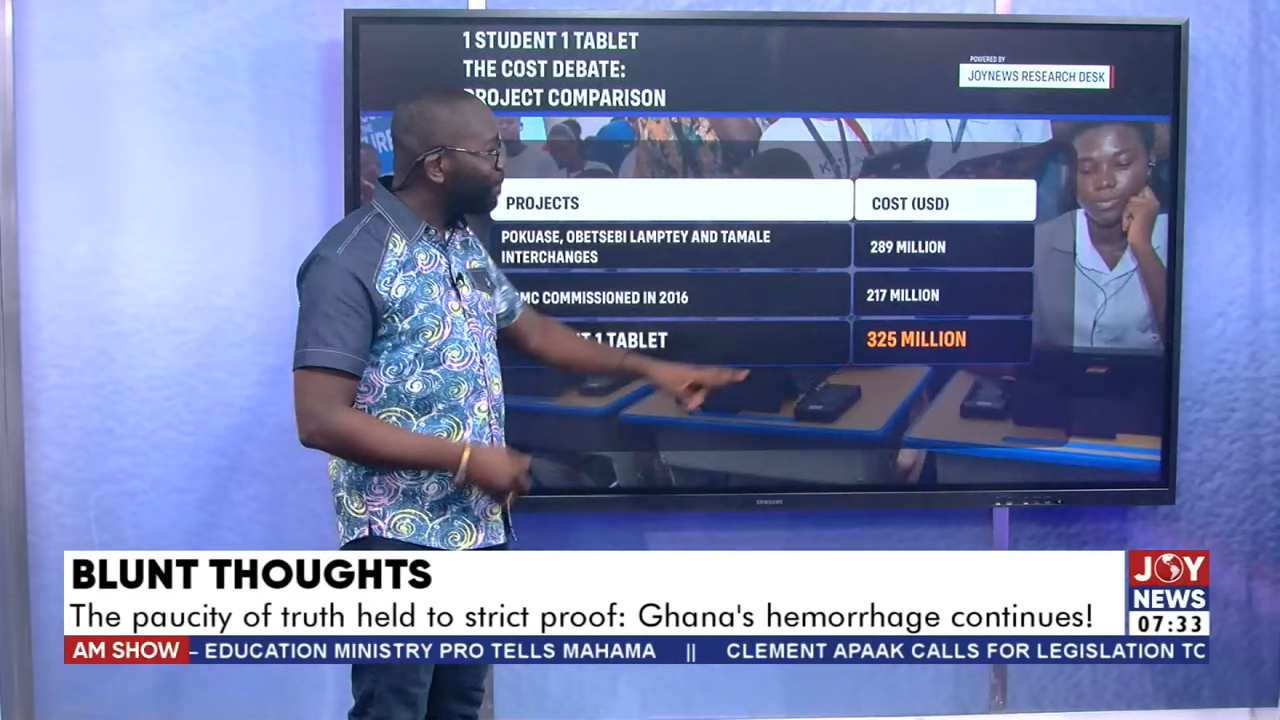 1 STUDENT 1 TABLET
THE COST DEBATE:
PROJECT COMPARISON
POWERED BY
JOYNEWS RESEARCH DESK
PROJECTS
COST (USD)
POKUASE, OBETSEBI LAMPTEY AND TAMALE
INTERCHANGES
289 MILLION
MC COMMISSIONED IN 2016
217 MILLION
1 TABLET
325 MILLION
SAMSUNG
BLUNT THOUGHTS
The paucity of truth held to strict proof: Ghana's hemorrhage continues!
JOY
NEWS
07:33
AM SHOW
– EDUCATION MINISTRY PRO TELLS MAHAMA || CLEMENT APAAK CALLS FOR LEGISLATION TO